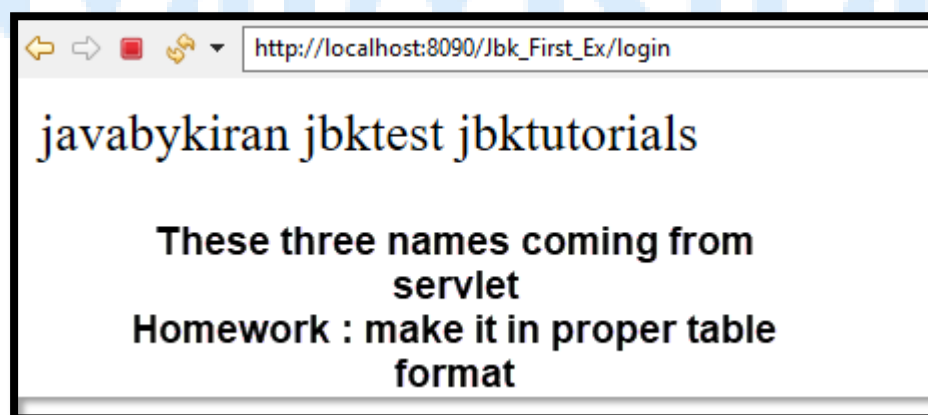 http://localhost:8090/Jbk_First_Ex/login
javabykiran jbktest jbktutorials
These three names coming from
servlet
Homework : make it in proper table
format